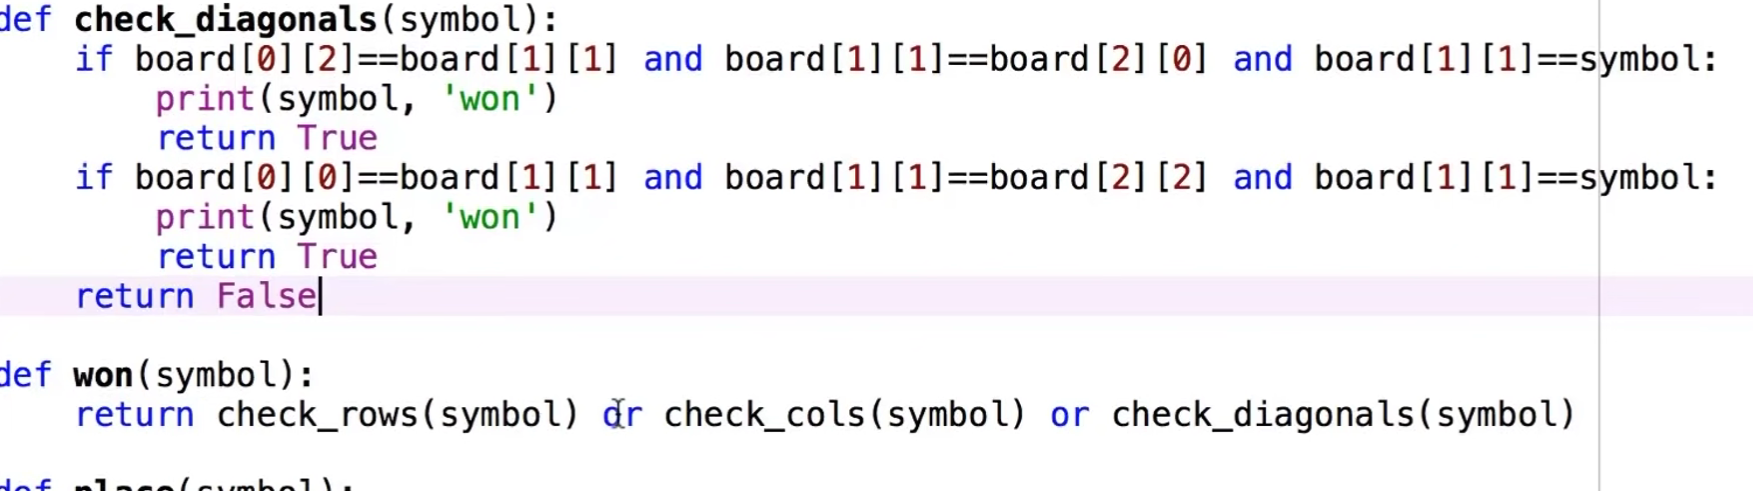 def check_diagonals(symbol):
    if board[0][2]==board[1][1] and board[1][1]==board[2][0] and board[1][1]==symbol:
        print(symbol, 'won')
        return True
    if board[0][0]==board[1][1] and board[1][1]==board[2][2] and board[1][1]==symbol:
        print(symbol, 'won')
        return True
    return False
def won(symbol):
    return check_rows(symbol) or check_cols(symbol) or check_diagonals(symbol)
def place(symbol):